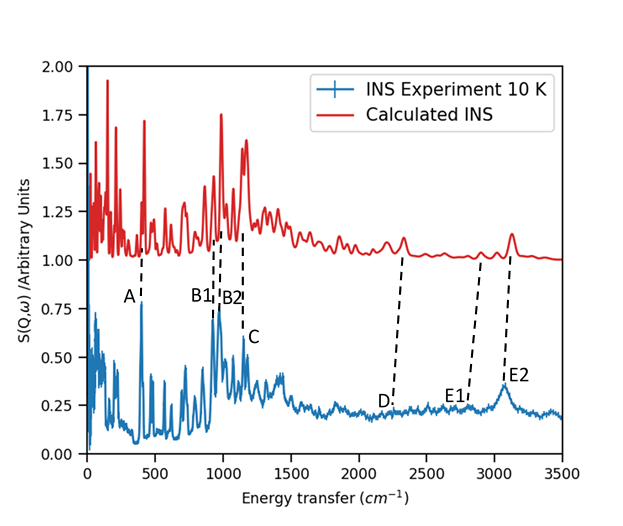 2.00
1.75
1.50
1.25
1.00
0.75
0.50
0.25
0.00
S(Q,ω) /Arbitrary Units
INS Experiment 10 K
Calculated INS
A
B1
B2
C
D
E1
E2
0
500
1000
1500
2000
2500
3000
3500
Energy transfer (cm⁻¹)